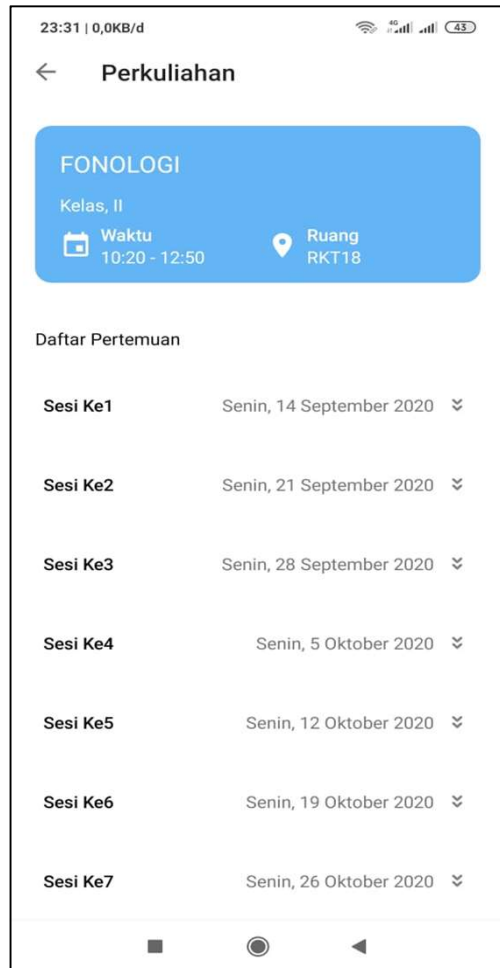 23:31 | 0,0KB/d 4G 43
Perkuliahan
FONOLOGI
Kelas, II
Waktu Ruang
10:20 - 12:50 RKT18
Daftar Pertemuan
Sesi Ke1 Senin, 14 September 2020
Sesi Ke2 Senin, 21 September 2020
Sesi Ke3 Senin, 28 September 2020
Sesi Ke4 Senin, 5 Oktober 2020
Sesi Ke5 Senin, 12 Oktober 2020
Sesi Ke6 Senin, 19 Oktober 2020
Sesi Ke7 Senin, 26 Oktober 2020